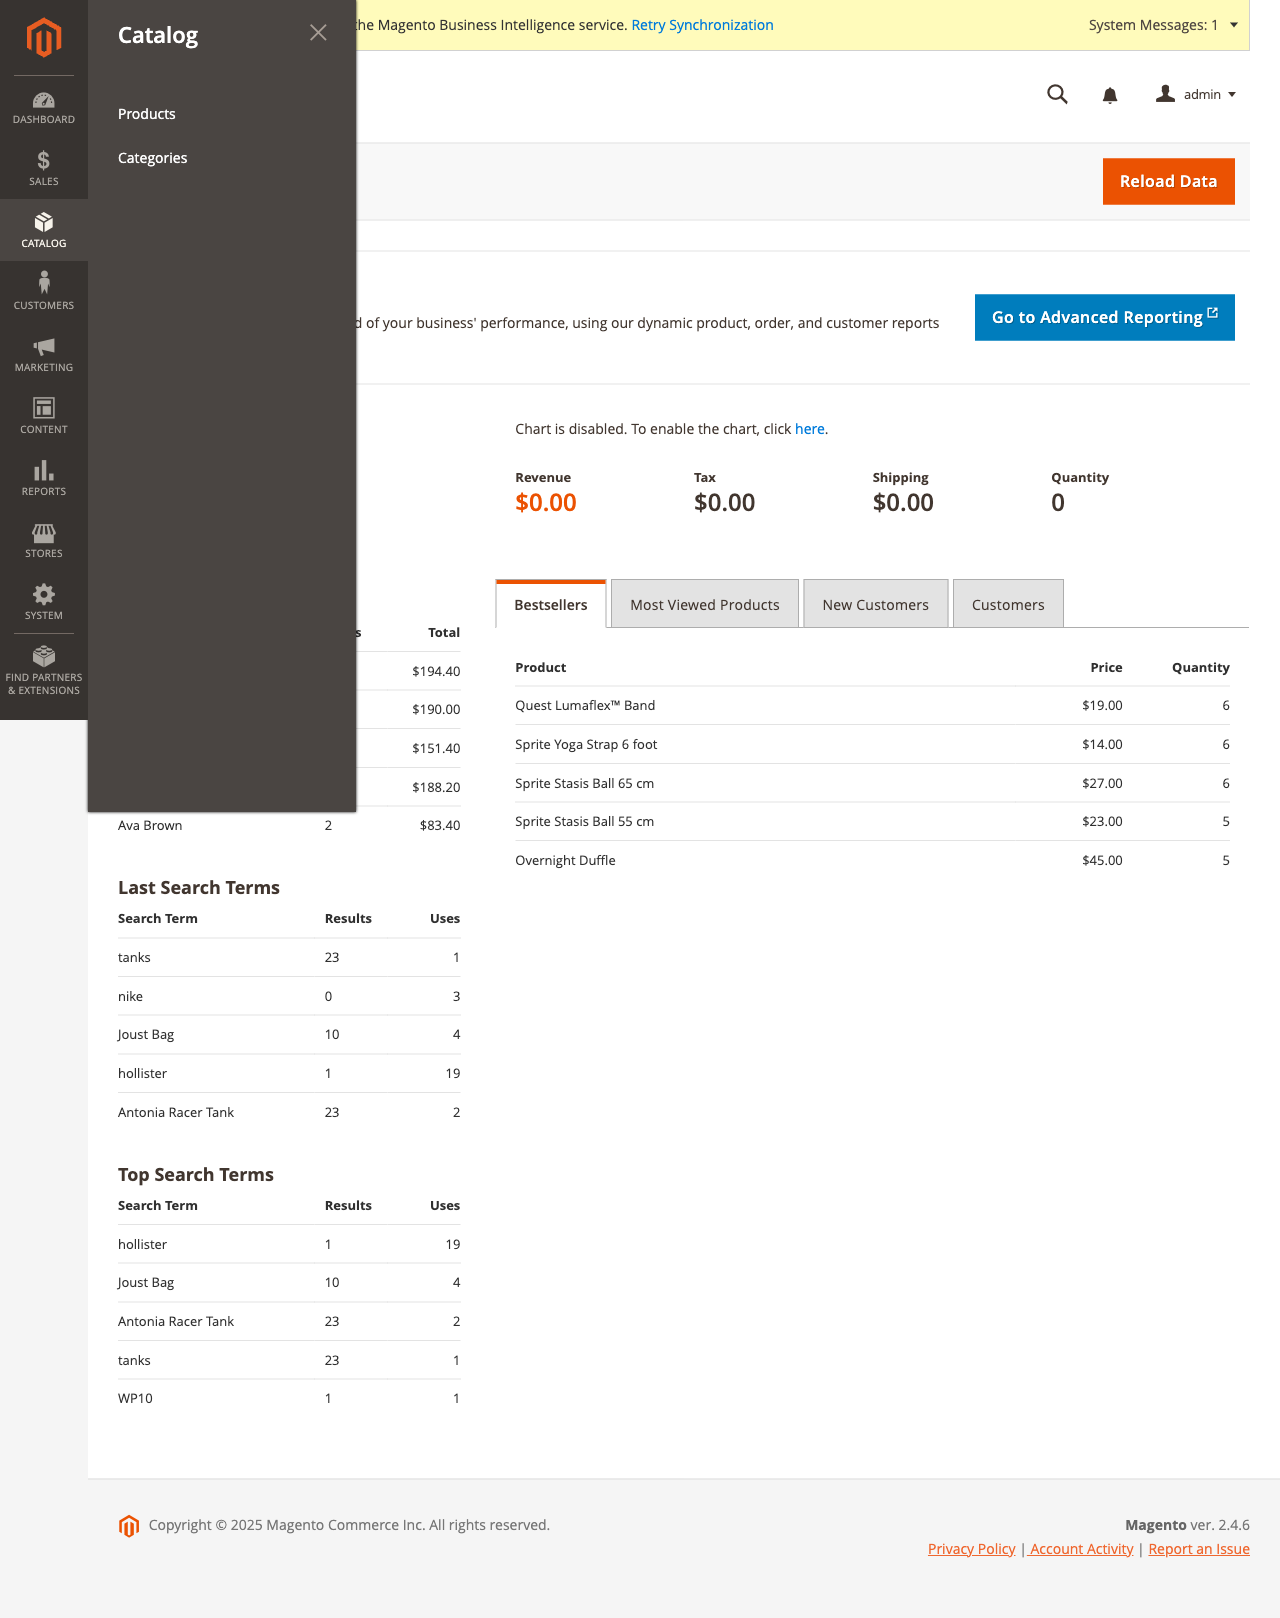 Catalog
the Magento Business Intelligence service. Retry Synchronization
System Messages: 1
DASHBOARD
SALES
CATALOG
CUSTOMERS
MARKETING
CONTENT
REPORTS
STORES
SYSTEM
FIND PARTNERS
& EXTENSIONS
Products
Categories
admin
Reload Data
d of your business' performance, using our dynamic product, order, and customer reports
Go to Advanced Reporting
Chart is disabled. To enable the chart, click here.
Revenue Tax Shipping Quantity
$0.00 $0.00 $0.00 0
s Total
$194.40
$190.00
$151.40
$188.20
Ava Brown 2 $83.40
Bestsellers Most Viewed Products New Customers Customers
Product Price Quantity
Quest Lumaflex™ Band $19.00 6
Sprite Yoga Strap 6 foot $14.00 6
Sprite Stasis Ball 65 cm $27.00 6
Sprite Stasis Ball 55 cm $23.00 5
Overnight Duffle $45.00 5
Last Search Terms
Search Term Results Uses
tanks 23 1
nike 0 3
Joust Bag 10 4
hollister 1 19
Antonia Racer Tank 23 2
Top Search Terms
Search Term Results Uses
hollister 1 19
Joust Bag 10 4
Antonia Racer Tank 23 2
tanks 23 1
WP10 1 1
Copyright © 2025 Magento Commerce Inc. All rights reserved.
Magento ver. 2.4.6
Privacy Policy | Account Activity | Report an Issue